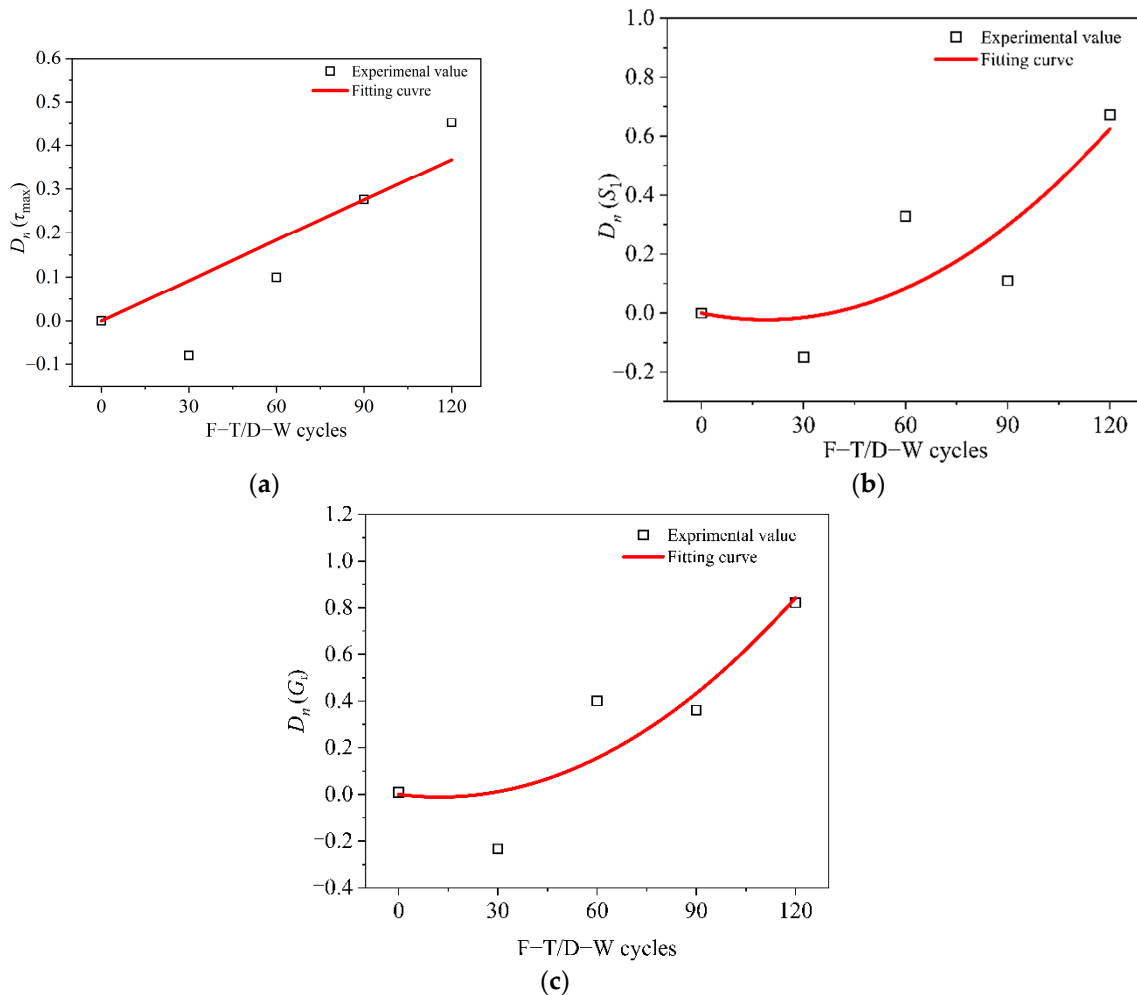 0.6
0.5
0.4
0.3
0.2
0.1
0.0
−0.1
Dn (τmax)
Experimenal value
Fitting cuvre
0 30 60 90 120
F−T/D−W cycles
(a)
1.0
0.8
0.6
0.4
0.2
0.0
−0.2
Dn (S1)
Experimental value
Fitting curve
0 30 60 90 120
F−T/D−W cycles
(b)
1.2
1.0
0.8
0.6
0.4
0.2
0.0
−0.2
−0.4
Dn (Gt)
Exprimental value
Fitting curve
0 30 60 90 120
F−T/D−W cycles
(c)